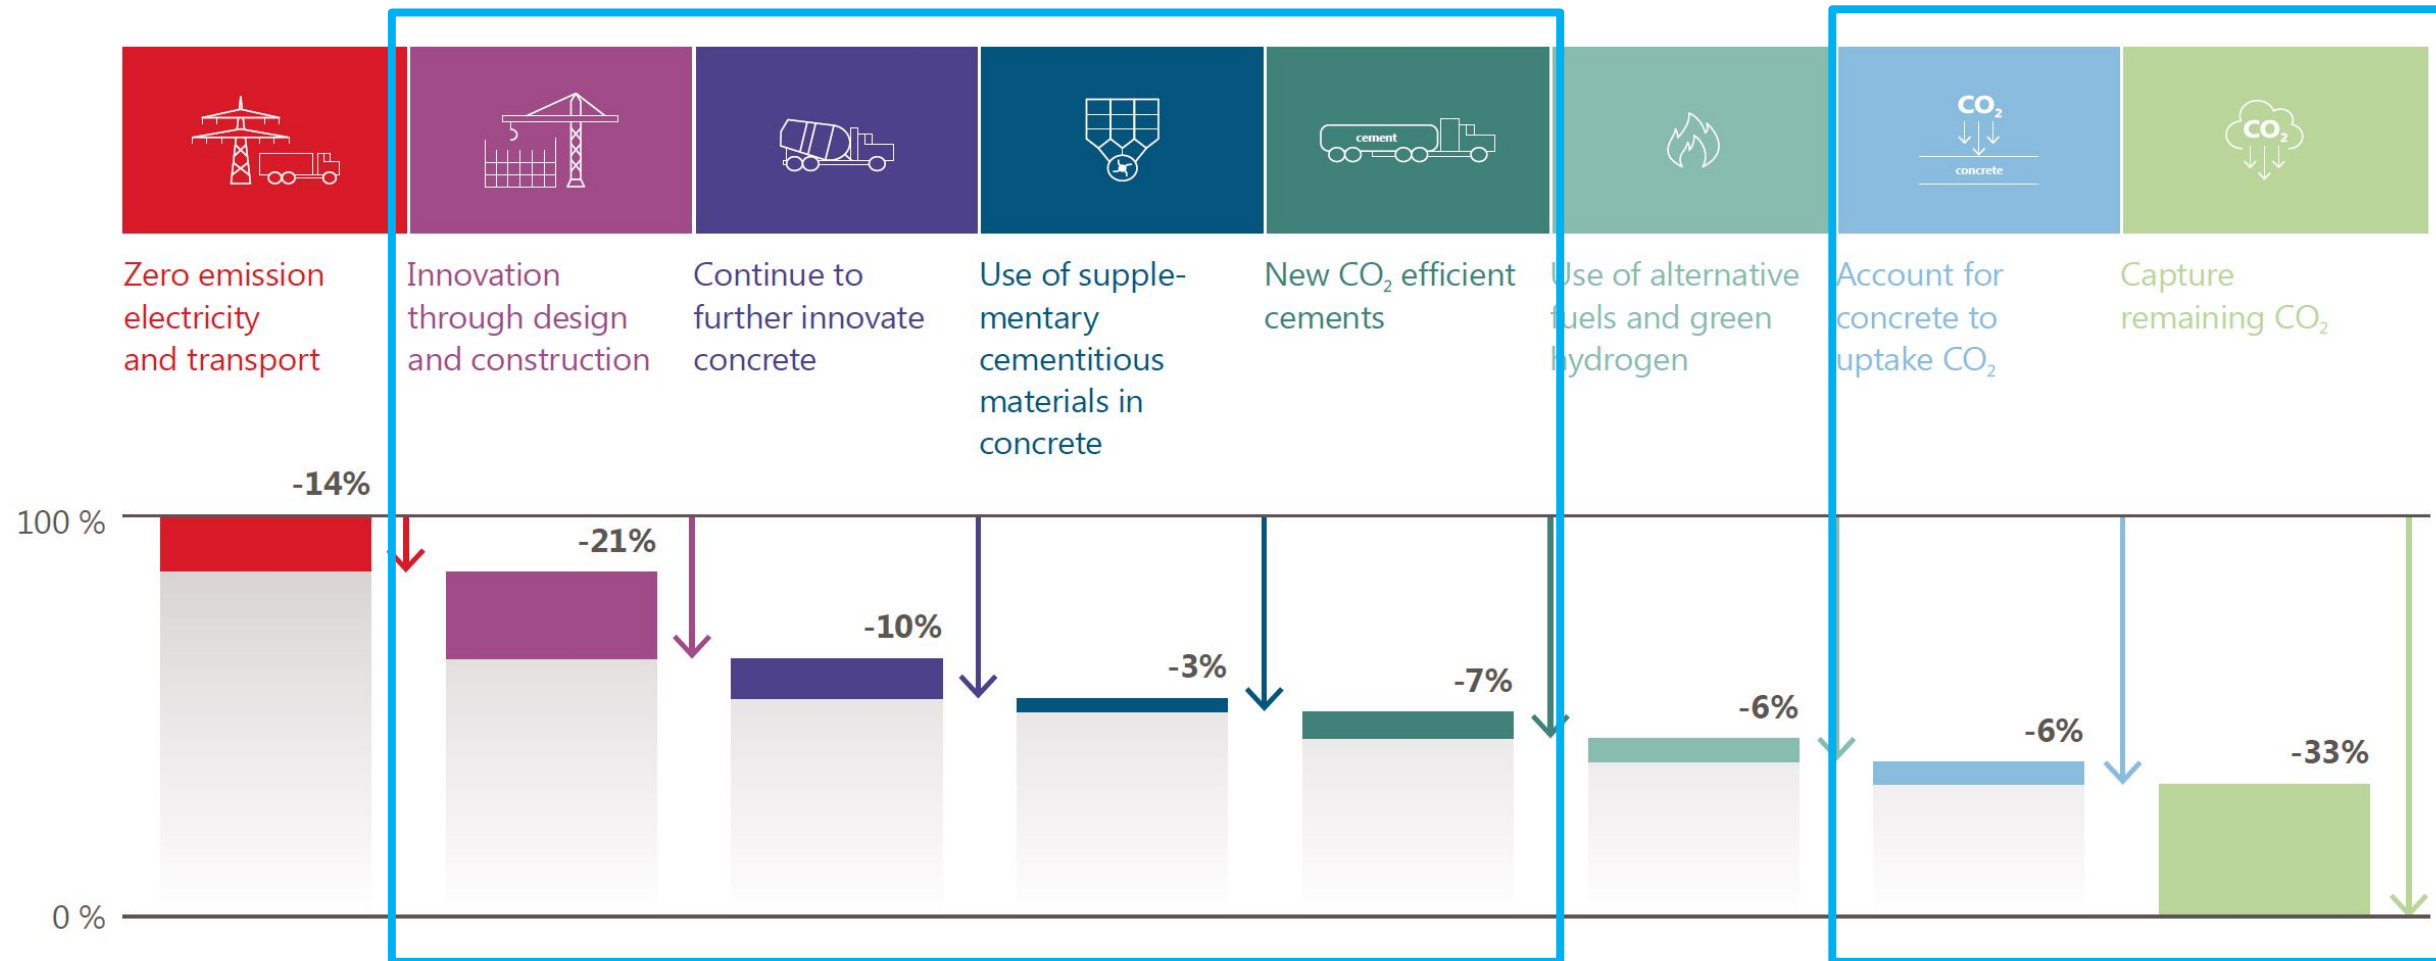 cement
CO₂
concrete
CO₂
Zero emission
electricity
and transport
Innovation
through design
and construction
Continue to
further innovate
concrete
Use of supple-
mentary
cementitious
materials in
concrete
New CO₂ efficient
cements
Use of alternative
fuels and green
hydrogen
Account for
concrete to
uptake CO₂
Capture
remaining CO₂
-14%
100 %
-21%
-10%
-3%
-7%
-6%
-6%
-33%
0 %